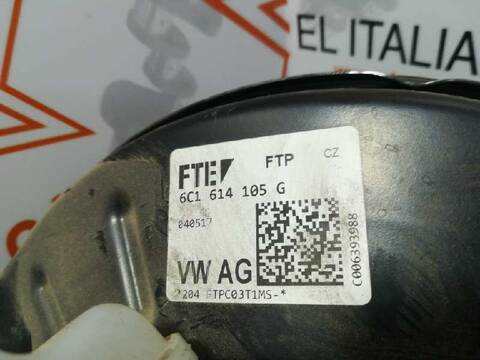 EL ITALIA
FTE FTP CZ
6C1 614 105 G
040517
VW AG
*204 FTPC03T1MS-*
C006393988